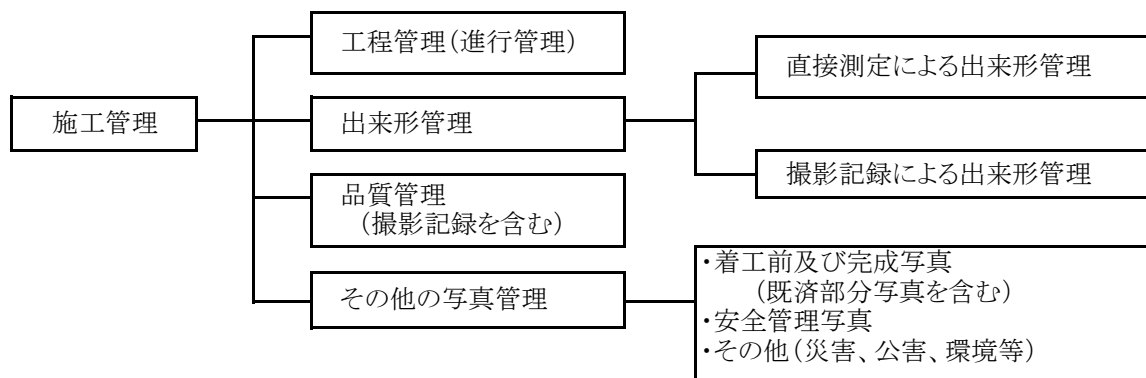 施工管理
工程管理(進行管理)
出来形管理
直接測定による出来形管理
撮影記録による出来形管理
品質管理
(撮影記録を含む)
その他の写真管理
・着工前及び完成写真
(既済部分写真を含む)
・安全管理写真
・その他(災害、公害、環境等)